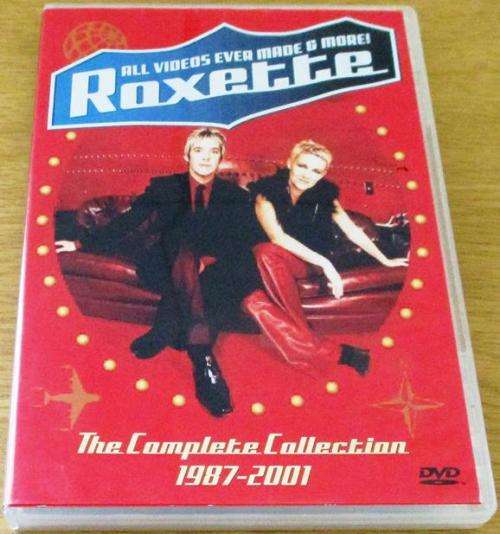 ALL VIDEOS EVER MADE & MORE!
Roxette
The Complete Collection
1987-2001
DVD